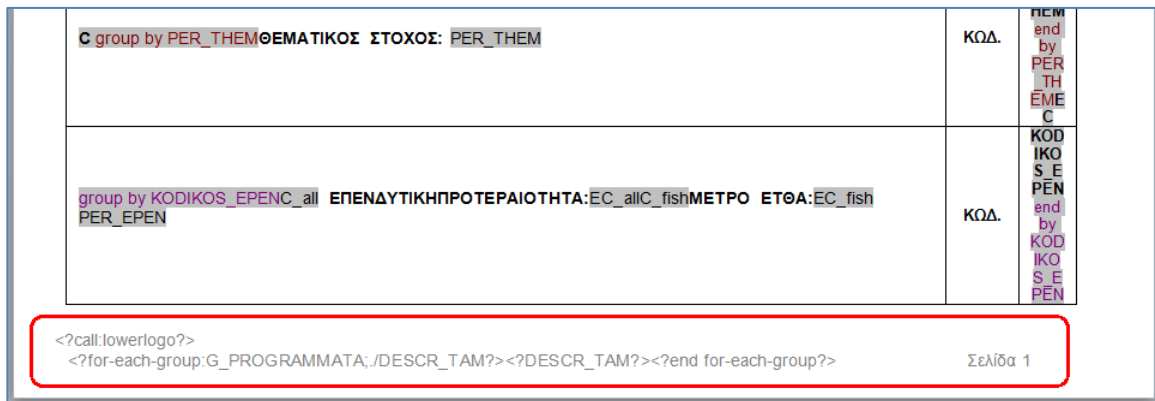 HEM
C group by PER_THEMΘΕΜΑΤΙΚΟΣ ΣΤΟΧΟΣ: PER_THEM
ΚΩΔ.
end
by
PER
_TH
EME
C
KOD
IKO
S_E
PEN
group by KODIKOS_EPENC_all ΕΠΕΝΔΥΤΙΚΗΠΡΟΤΕΡΑΙΟΤΗΤΑ:EC_allC_fishΜΕΤΡΟ ΕΤΘΑ:EC_fish
PER_EPEN
ΚΩΔ.
end
by
KOD
IKO
S_E
PEN
<?call:lowerlogo?>
<?for-each-group:G_PROGRAMMATA;./DESCR_TAM?><?DESCR_TAM?><?end for-each-group?> Σελίδα 1